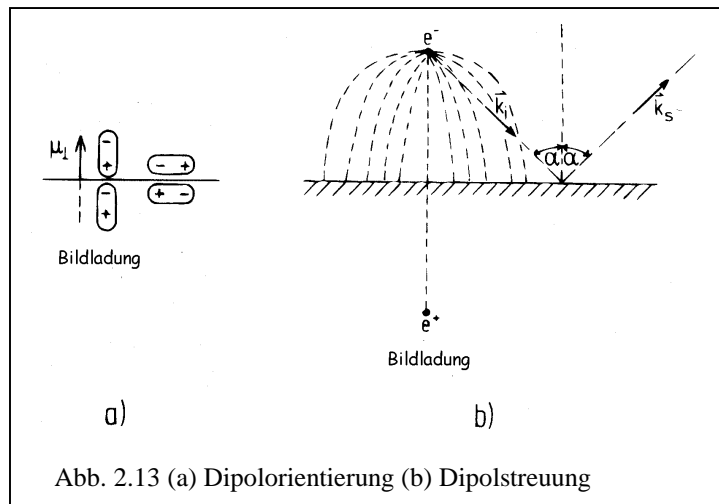 e⁻
k⃗ᵢ
k⃗ₛ
α α
μ⊥
- +
- +
- +
+ -
Bildladung
e⁺
Bildladung
a)
b)
Abb. 2.13 (a) Dipolorientierung (b) Dipolstreuung